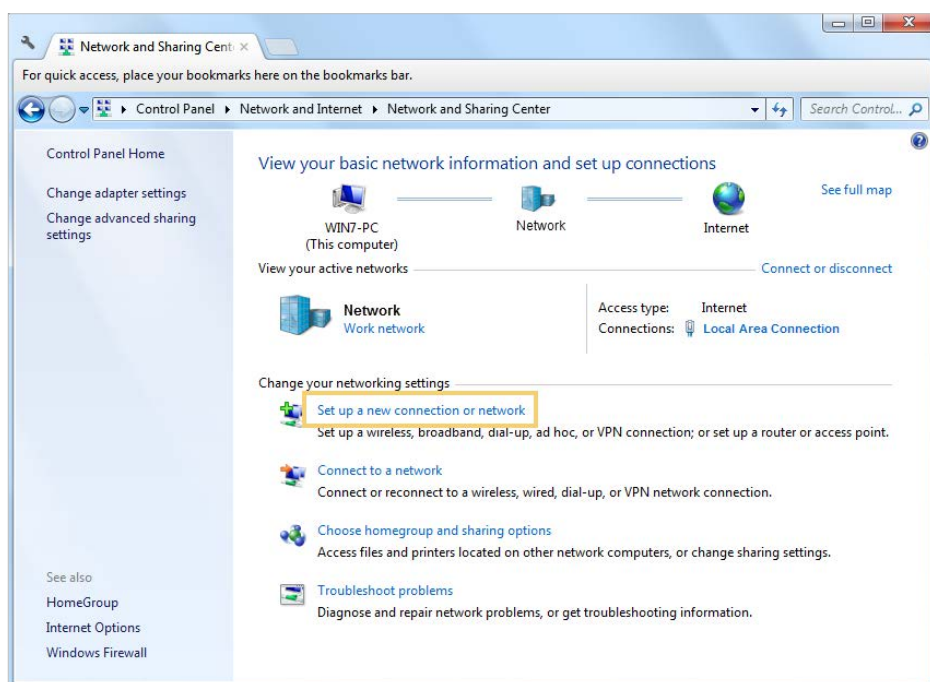 Network and Sharing Cent
For quick access, place your bookmarks here on the bookmarks bar.
Control Panel Network and Internet Network and Sharing Center
Search Control...
Control Panel Home
Change adapter settings
Change advanced sharing
settings
View your basic network information and set up connections
See full map
WIN7-PC
(This computer)
Network
Internet
View your active networks
Connect or disconnect
Network
Work network
Access type: Internet
Connections: Local Area Connection
Change your networking settings
Set up a new connection or network
Set up a wireless, broadband, dial-up, ad hoc, or VPN connection; or set up a router or access point.
Connect to a network
Connect or reconnect to a wireless, wired, dial-up, or VPN network connection.
Choose homegroup and sharing options
Access files and printers located on other network computers, or change sharing settings.
Troubleshoot problems
Diagnose and repair network problems, or get troubleshooting information.
See also
HomeGroup
Internet Options
Windows Firewall